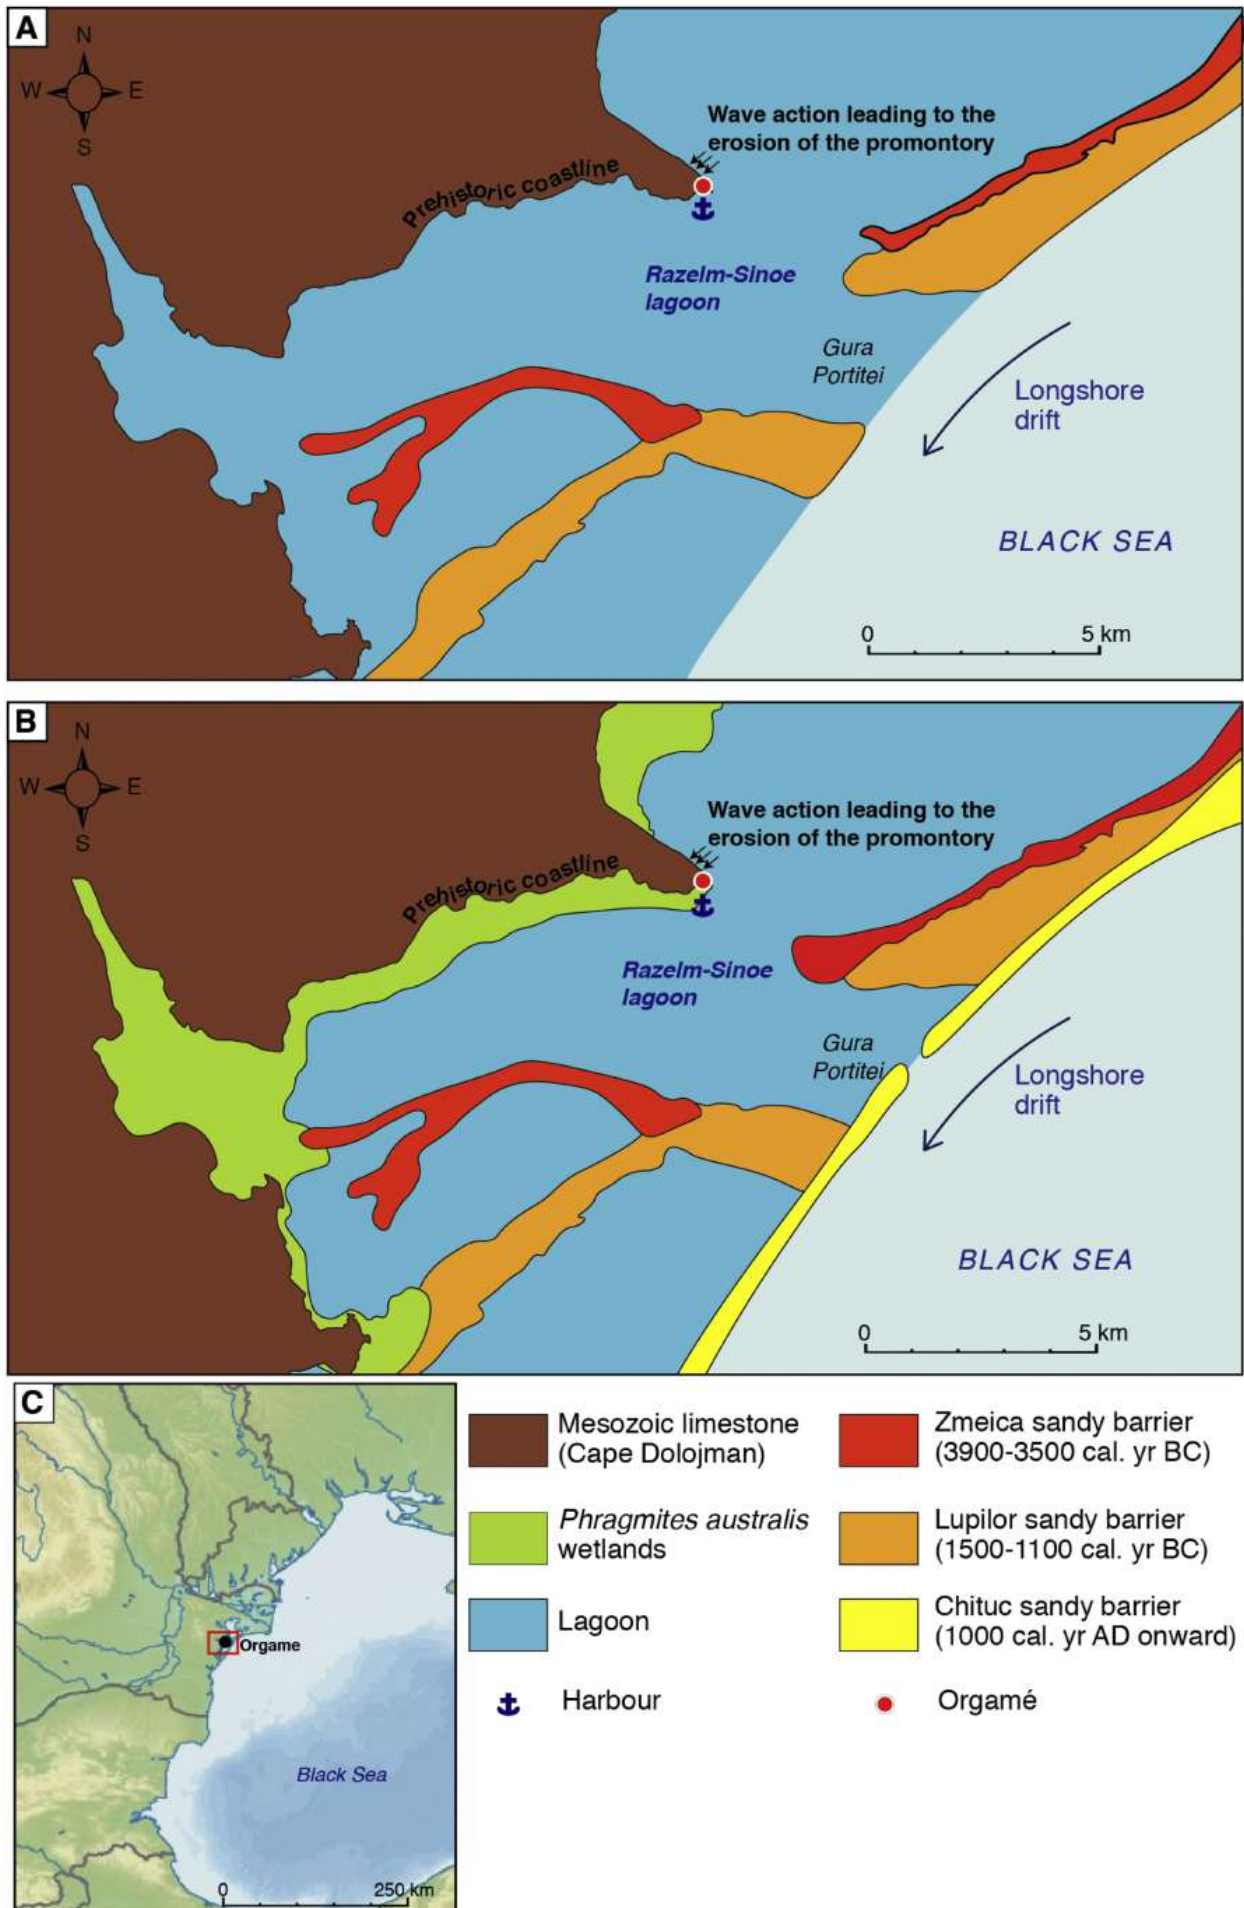 A
N
W
E
S
Wave action leading to the
erosion of the promontory
Prehistoric coastline
Razelm-Sinoe
lagoon
Gura
Portitei
Longshore
drift
BLACK SEA
0
5 km
B
N
W
E
S
Wave action leading to the
erosion of the promontory
Prehistoric coastline
Razelm-Sinoe
lagoon
Gura
Portitei
Longshore
drift
BLACK SEA
0
5 km
C
Orgame
Black Sea
0
250 km
Mesozoic limestone
(Cape Dolojman)
Phragmites australis
wetlands
Lagoon
Harbour
Zmeica sandy barrier
(3900-3500 cal. yr BC)
Lupilor sandy barrier
(1500-1100 cal. yr BC)
Chituc sandy barrier
(1000 cal. yr AD onward)
Orgamé